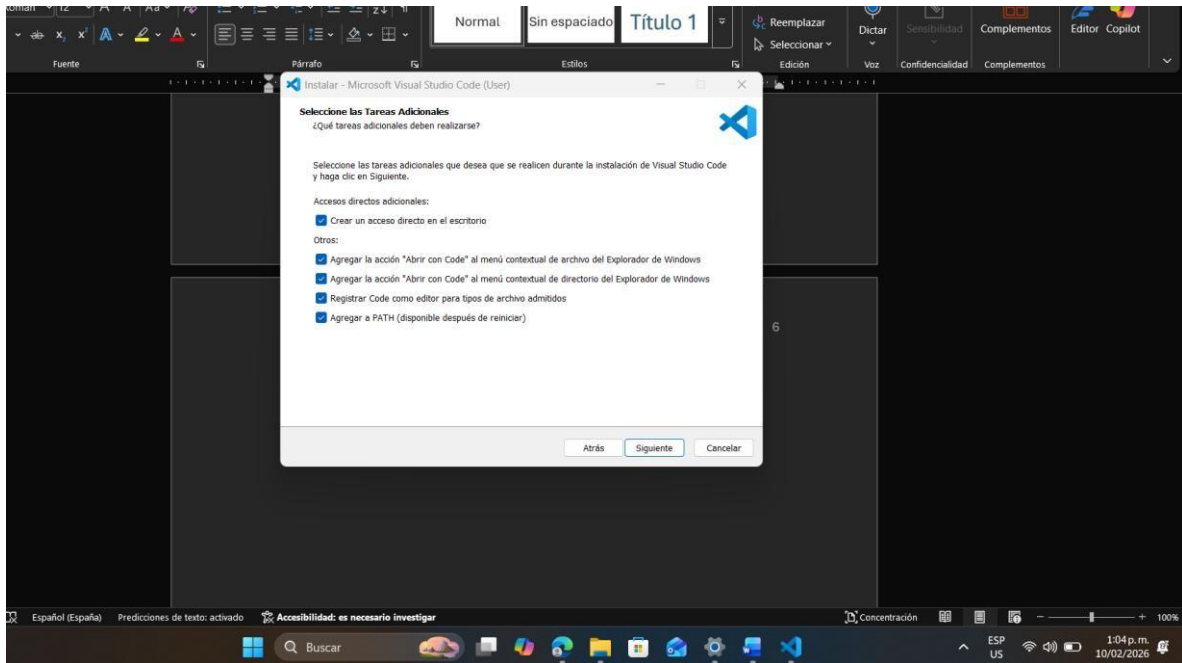 12 A A Aa
Normal Sin espaciado Título 1
Reemplazar
Seleccionar
Dictar Sensibilidad Complementos Editor Copilot
ab x₂ x² A A
Fuente Párrafo Estilos Edición Voz Confidencialidad Complementos
Instalar - Microsoft Visual Studio Code (User)
Seleccione las Tareas Adicionales
¿Qué tareas adicionales deben realizarse?
Seleccione las tareas adicionales que desea que se realicen durante la instalación de Visual Studio Code
y haga clic en Siguiente.
Accesos directos adicionales:
Crear un acceso directo en el escritorio
Otros:
Agregar la acción "Abrir con Code" al menú contextual de archivo del Explorador de Windows
Agregar la acción "Abrir con Code" al menú contextual de directorio del Explorador de Windows
Registrar Code como editor para tipos de archivo admitidos
Agregar a PATH (disponible después de reiniciar)
6
Atrás Siguiente Cancelar
Español (España) Predicciones de texto: activado Accesibilidad: es necesario investigar Concentración 100%
Buscar
ESP
US
1:04 p. m.
10/02/2026